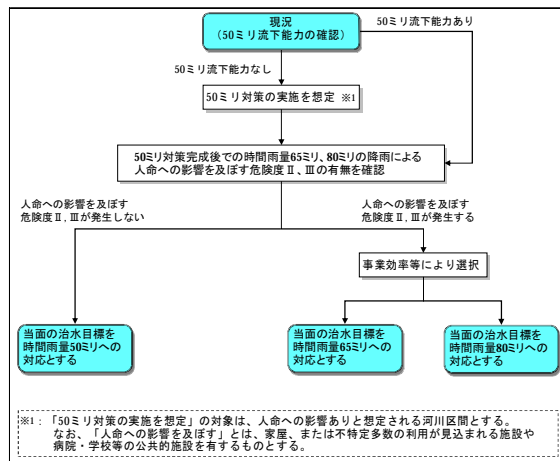 現況
(50ミリ流下能力の確認)
50ミリ流下能力あり
50ミリ流下能力なし
50ミリ対策の実施を想定 ※1
50ミリ対策完成後での時間雨量65ミリ、80ミリの降雨による
人命への影響を及ぼす危険度Ⅱ、Ⅲの有無を確認
人命への影響を及ぼす
危険度Ⅱ,Ⅲが発生しない
人命への影響を及ぼす
危険度Ⅱ,Ⅲが発生する
事業効率等により選択
当面の治水目標を
時間雨量50ミリへの
対応とする
当面の治水目標を
時間雨量65ミリへの
対応とする
当面の治水目標を
時間雨量80ミリへの
対応とする
※1:「50ミリ対策の実施を想定」の対象は、人命への影響ありと想定される河川区間とする。
なお、「人命への影響を及ぼす」とは、家屋、または不特定多数の利用が見込まれる施設や
病院・学校等の公共的施設を有するものとする。